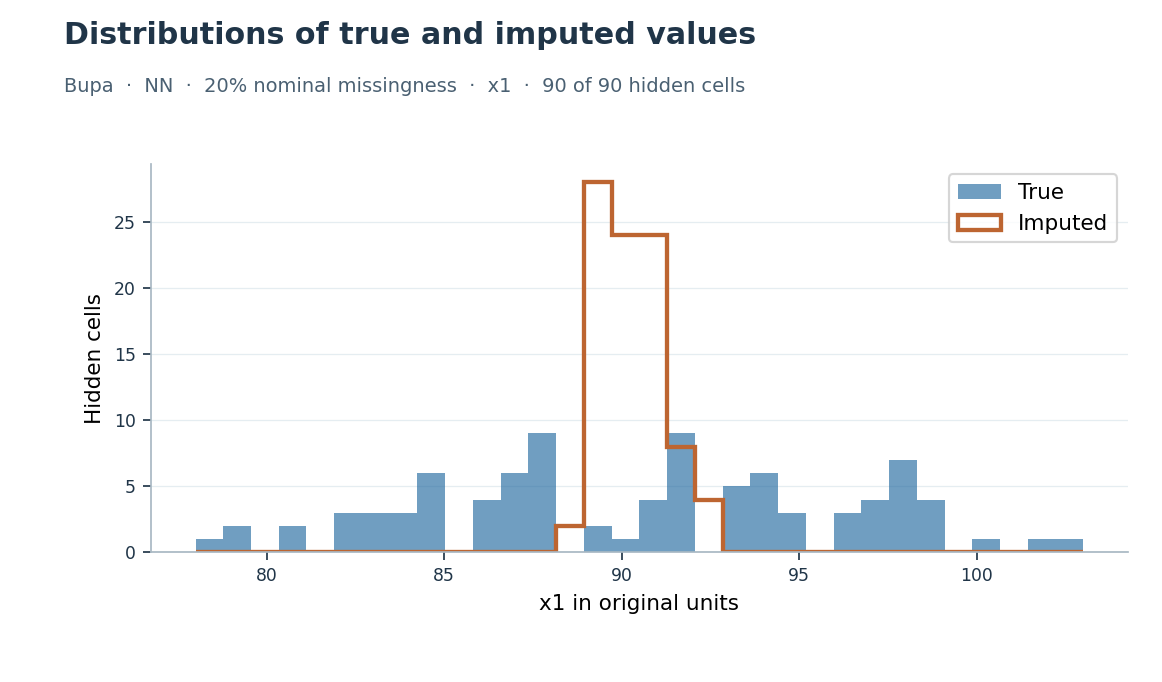 Distributions of true and imputed values
Bupa · NN · 20% nominal missingness · x1 · 90 of 90 hidden cells
True
Imputed
Hidden cells
25
20
15
10
5
0
80 85 90 95 100
x1 in original units